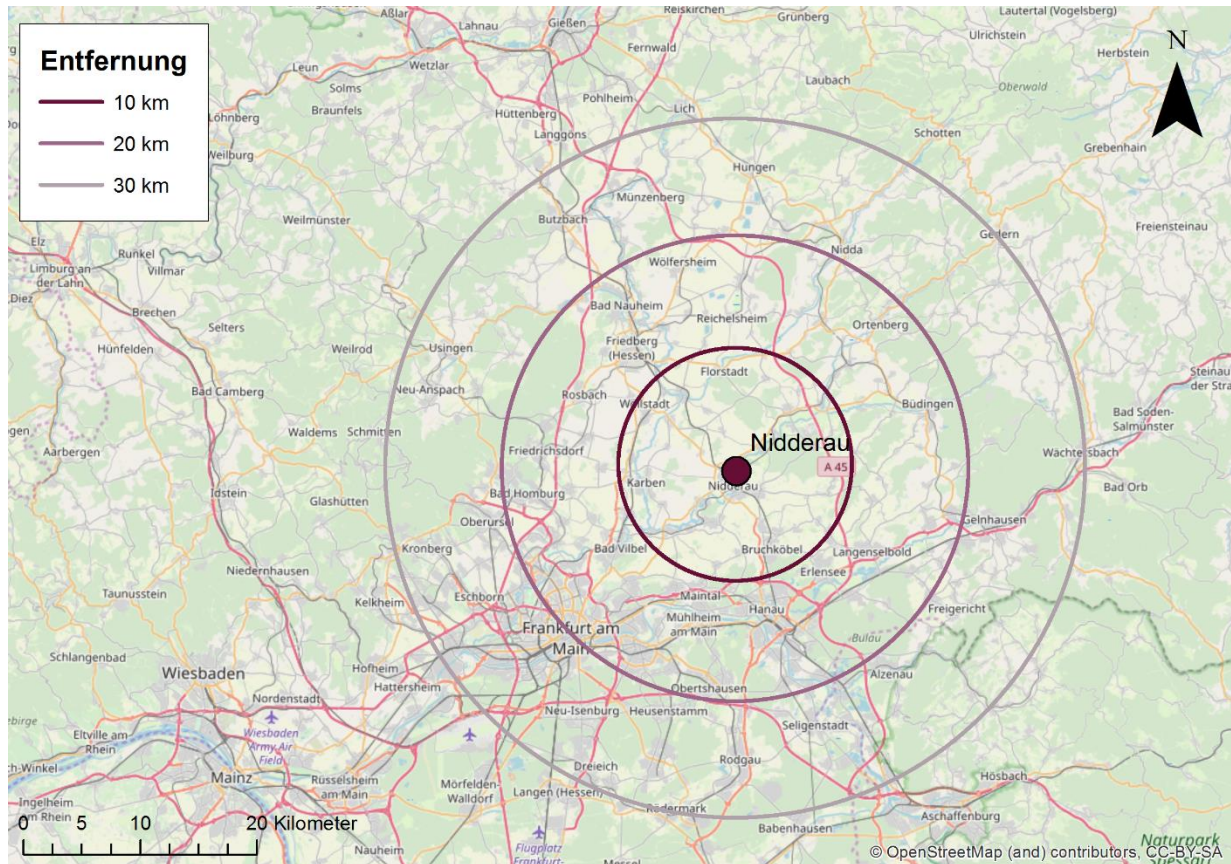 Aßlar
Lahnau
Gießen
Reiskirchen
Grünberg
Lautertal (Vogelsberg)
Ulrichstein
Herbstein
Entfernung
10 km
20 km
30 km
N
Leun
Wetzlar
Fernwald
Solms
Braunfels
Pohlheim
Laubach
Oberwald
Hüttenberg
Lich
Löhnberg
Langgöns
Schotten
Grebenhain
Weilburg
Hungen
Münzenberg
Weilmünster
Butzbach
Gedern
Freiensteinau
Elz
Runkel
Villmar
Limburg an
der Lahn
Diez
Wölfersheim
Nidda
Bad Nauheim
Brechen
Selters
Reichelsheim
Ortenberg
Hünfelden
Weilrod
Usingen
Friedberg
(Hessen)
Florstadt
Steinau
der Stra
Bad Camberg
Neu-Anspach
Rosbach
Wöllstadt
Büdingen
Bad Soden-
Salmünster
Waldems
Schmitten
Aarbergen
Friedrichsdorf
Nidderau
Wächtersbach
A 45
Karben
Nidderau
Bad Orb
Idstein
Glashütten
Bad Homburg
Oberursel
Gelnhausen
Kronberg
Bad Vilbel
Bruchköbel
Langenselbold
Niedernhausen
Erlensee
Taunusstein
Eschborn
Maintal
Kelkheim
Hanau
Freigericht
Mühlheim
am Main
Frankfurt am
Main
Bulau
Schlangenbad
Hofheim
Wiesbaden
Hattersheim
Alzenau
Nordenstadt
Obertshausen
Neu-Isenburg
Heusenstamm
Seligenstadt
Eltville am
Rhein
Wiesbaden
Army Air
Field
Mainz
Rüsselsheim
am Main
Mörfelden-
Walldorf
Dreieich
Rodgau
Hösbach
Langen (Hessen)
Ingelheim
am Rhein
Rödermark
Aschaffenburg
Babenhausen
0 5 10 20 Kilometer
Nauheim
Flugplatz
Frankfurt-
Messel
Naturpark
© OpenStreetMap (and) contributors, CC-BY-SA